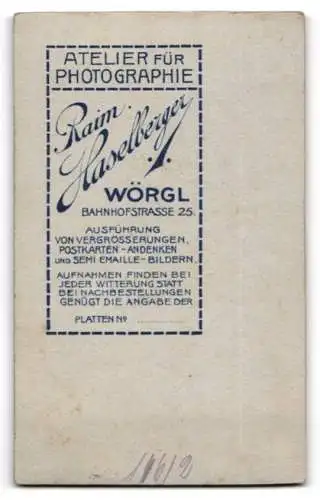 ATELIER FÜR
PHOTOGRAPHIE
Raim.
Haselberger
WÖRGL
BAHNHOFSTRASSE 25.
AUSFÜHRUNG
VON VERGRÖSSERUNGEN,
POSTKARTEN - ANDENKEN
UND SEMI EMAILLE - BILDERN.
AUFNAHMEN FINDEN BEI
JEDER WITTERUNG STATT
BEI NACHBESTELLUNGEN
GENÜGT DIE ANGABE DER
PLATTEN No